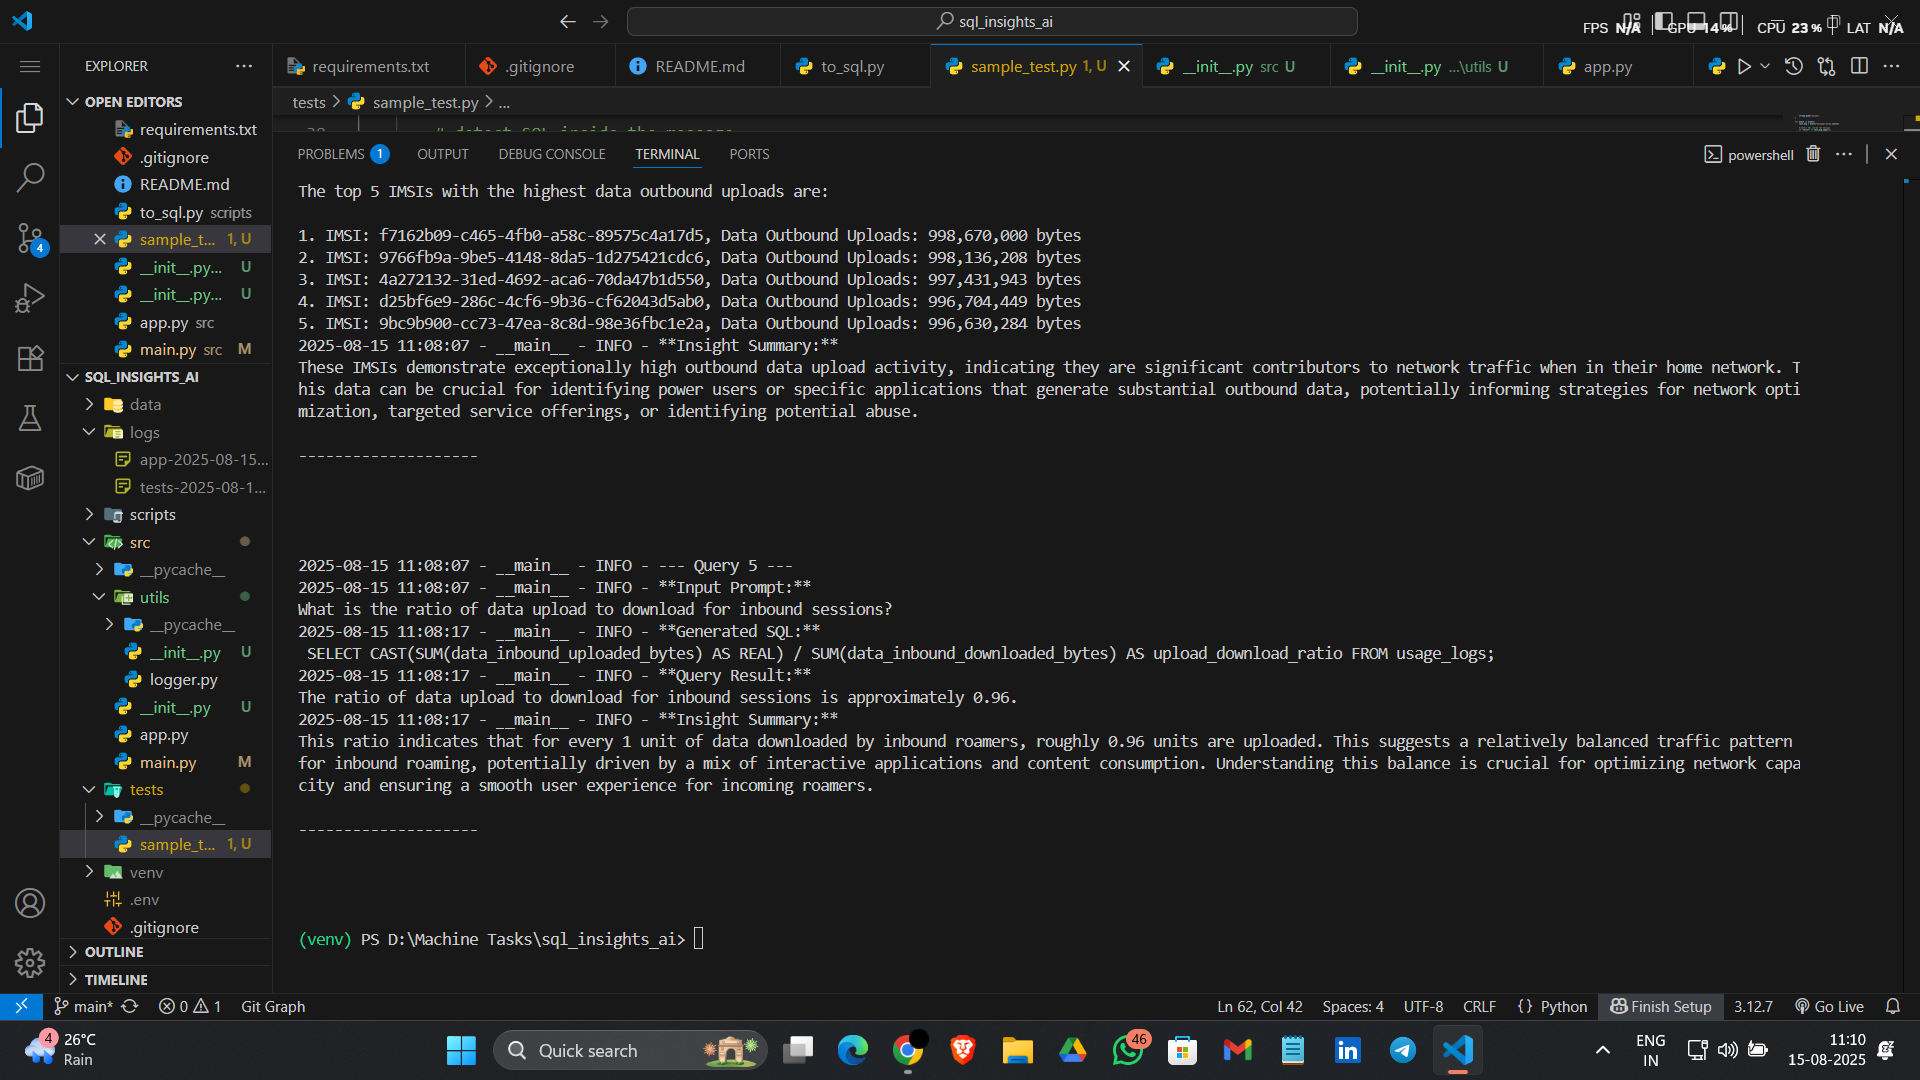 sql_insights_ai
FPS N/A GPU 14 % CPU 23 % LAT N/A
EXPLORER
requirements.txt
.gitignore
README.md
to_sql.py
sample_test.py 1, U
__init__.py src U
__init__.py ...\utils U
app.py
OPEN EDITORS
requirements.txt
.gitignore
README.md
to_sql.py scripts
sample_t... 1, U
__init__.py... U
__init__.py... U
app.py src
main.py src M
SQL_INSIGHTS_AI
data
logs
app-2025-08-15...
tests-2025-08-1...
scripts
src
__pycache__
utils
__pycache__
__init__.py U
logger.py
__init__.py U
app.py
main.py M
tests
__pycache__
sample_t... 1, U
venv
.env
.gitignore
OUTLINE
TIMELINE
tests > sample_test.py > ...
PROBLEMS 1 OUTPUT DEBUG CONSOLE TERMINAL PORTS
powershell
The top 5 IMSIs with the highest data outbound uploads are:
1. IMSI: f7162b09-c465-4fb0-a58c-89575c4a17d5, Data Outbound Uploads: 998,670,000 bytes
2. IMSI: 9766fb9a-9be5-4148-8da5-1d275421cdc6, Data Outbound Uploads: 998,136,208 bytes
3. IMSI: 4a272132-31ed-4692-aca6-70da47b1d550, Data Outbound Uploads: 997,431,943 bytes
4. IMSI: d25bf6e9-286c-4cf6-9b36-cf62043d5ab0, Data Outbound Uploads: 996,704,449 bytes
5. IMSI: 9bc9b900-cc73-47ea-8c8d-98e36fbc1e2a, Data Outbound Uploads: 996,630,284 bytes
2025-08-15 11:08:07 - __main__ - INFO - **Insight Summary:**
These IMSIs demonstrate exceptionally high outbound data upload activity, indicating they are significant contributors to network traffic when in their home network. T
his data can be crucial for identifying power users or specific applications that generate substantial outbound data, potentially informing strategies for network opti
mization, targeted service offerings, or identifying potential abuse.
--------------------
2025-08-15 11:08:07 - __main__ - INFO - --- Query 5 ---
2025-08-15 11:08:07 - __main__ - INFO - **Input Prompt:**
What is the ratio of data upload to download for inbound sessions?
2025-08-15 11:08:17 - __main__ - INFO - **Generated SQL:**
SELECT CAST(SUM(data_inbound_uploaded_bytes) AS REAL) / SUM(data_inbound_downloaded_bytes) AS upload_download_ratio FROM usage_logs;
2025-08-15 11:08:17 - __main__ - INFO - **Query Result:**
The ratio of data upload to download for inbound sessions is approximately 0.96.
2025-08-15 11:08:17 - __main__ - INFO - **Insight Summary:**
This ratio indicates that for every 1 unit of data downloaded by inbound roamers, roughly 0.96 units are uploaded. This suggests a relatively balanced traffic pattern
for inbound roaming, potentially driven by a mix of interactive applications and content consumption. Understanding this balance is crucial for optimizing network capa
city and ensuring a smooth user experience for incoming roamers.
--------------------
(venv) PS D:\Machine Tasks\sql_insights_ai>
4
main* 0 1 Git Graph
Ln 62, Col 42 Spaces: 4 UTF-8 CRLF {} Python Finish Setup 3.12.7 Go Live
4 26°C
Rain
Quick search
46
ENG
IN
11:10
15-08-2025